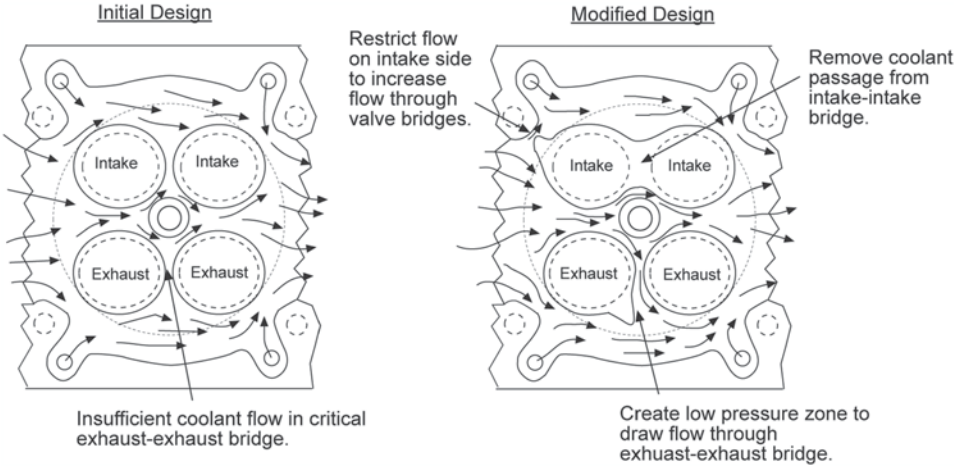 Initial Design
Modified Design
Restrict flow
on intake side
to increase
flow through
valve bridges.
Remove coolant
passage from
intake-intake
bridge.
Intake
Intake
Exhaust
Exhaust
Intake
Intake
Exhaust
Exhaust
Insufficient coolant flow in critical
exhaust-exhaust bridge.
Create low pressure zone to
draw flow through
exhuast-exhaust bridge.